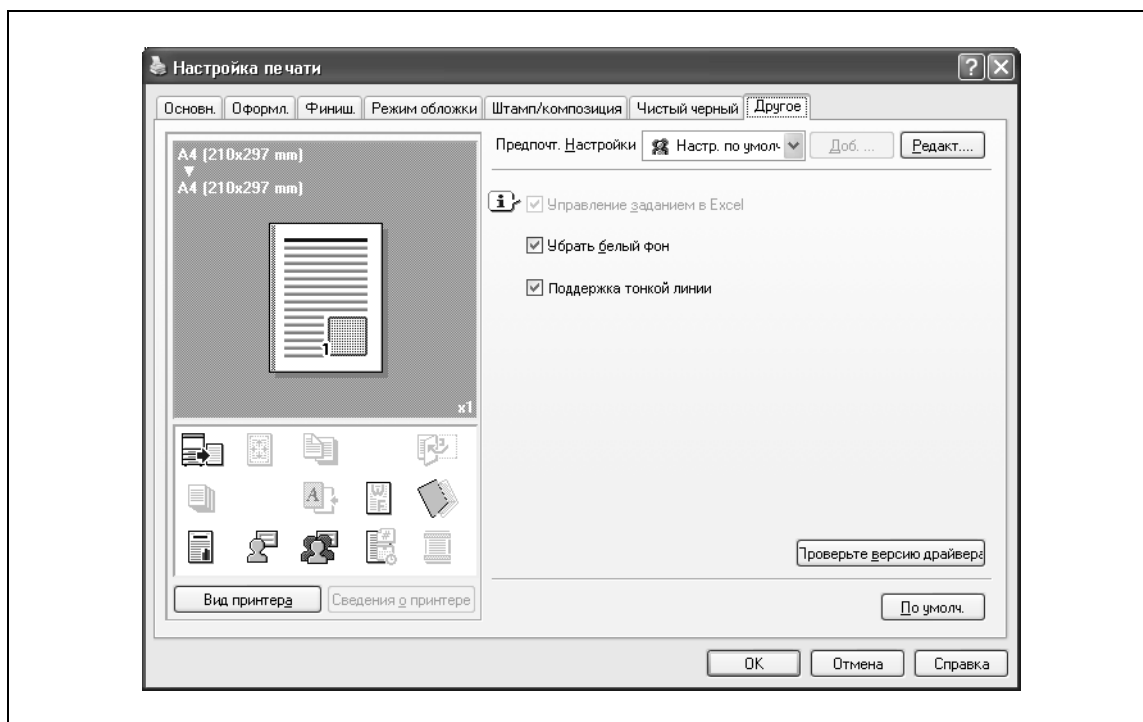 Настройка печати
Основн. Оформл. Финиш. Режим обложки Штамп/композиция Чистый черный Другое
A4 (210x297 mm)
A4 (210x297 mm)
1
x1
Предпочт. Настройки Настр. по умолч Доб. ... Редакт....
Управление заданием в Excel
Убрать белый фон
Поддержка тонкой линии
Проверьте версию драйвера
Вид принтера Сведения о принтере
По умолч.
OK Отмена Справка